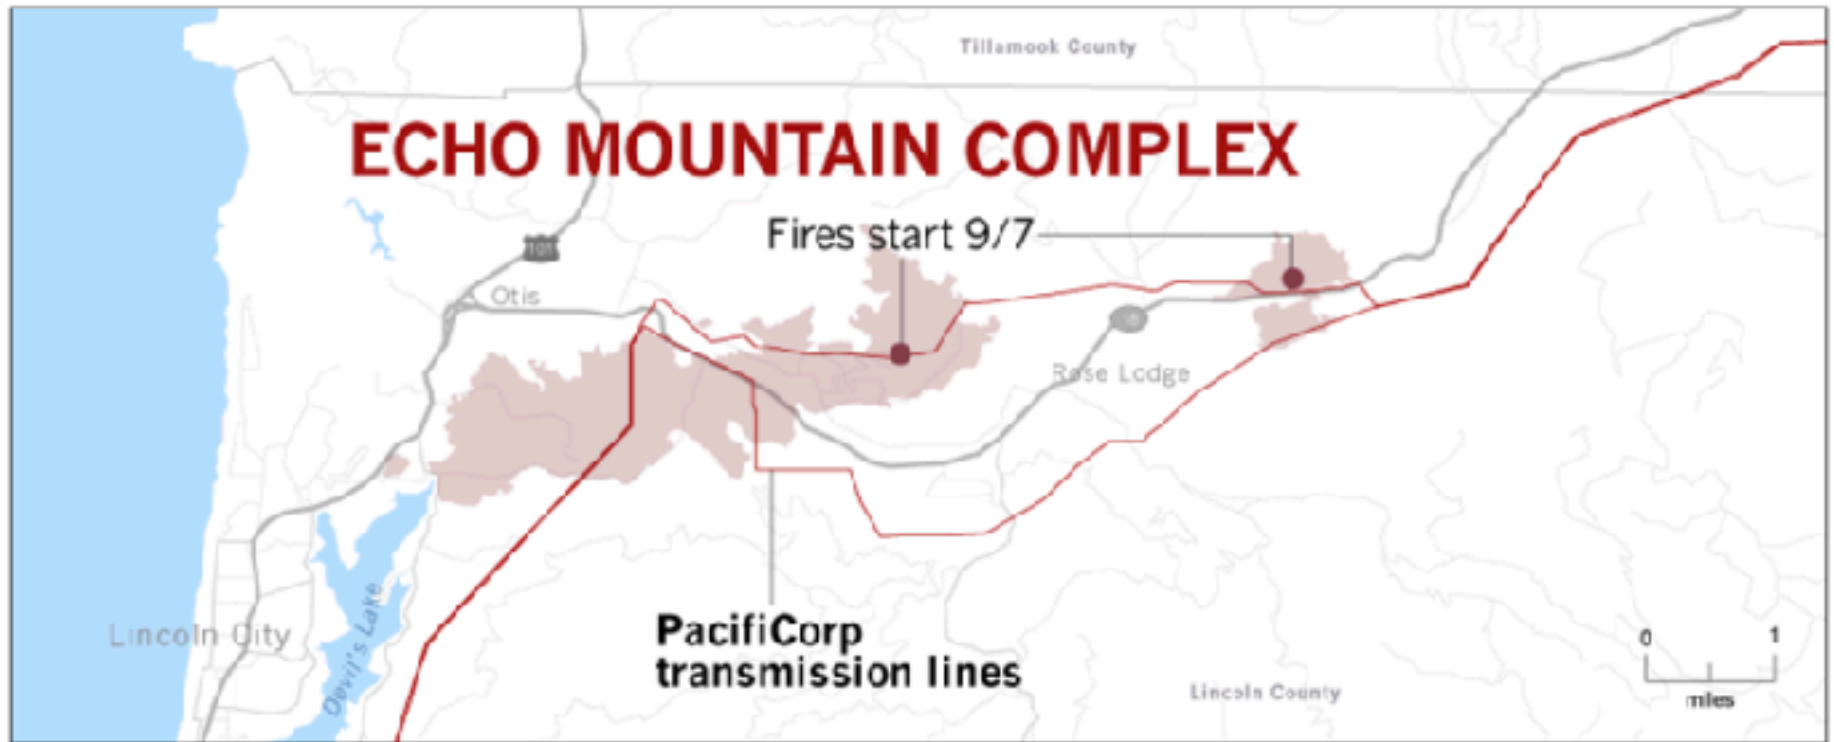 Tillamook County
ECHO MOUNTAIN COMPLEX
Fires start 9/7
101
Otis
18
Rose Lodge
PacifiCorp
transmission lines
Lincoln City
Devil's Lake
Lincoln County
0 1
miles